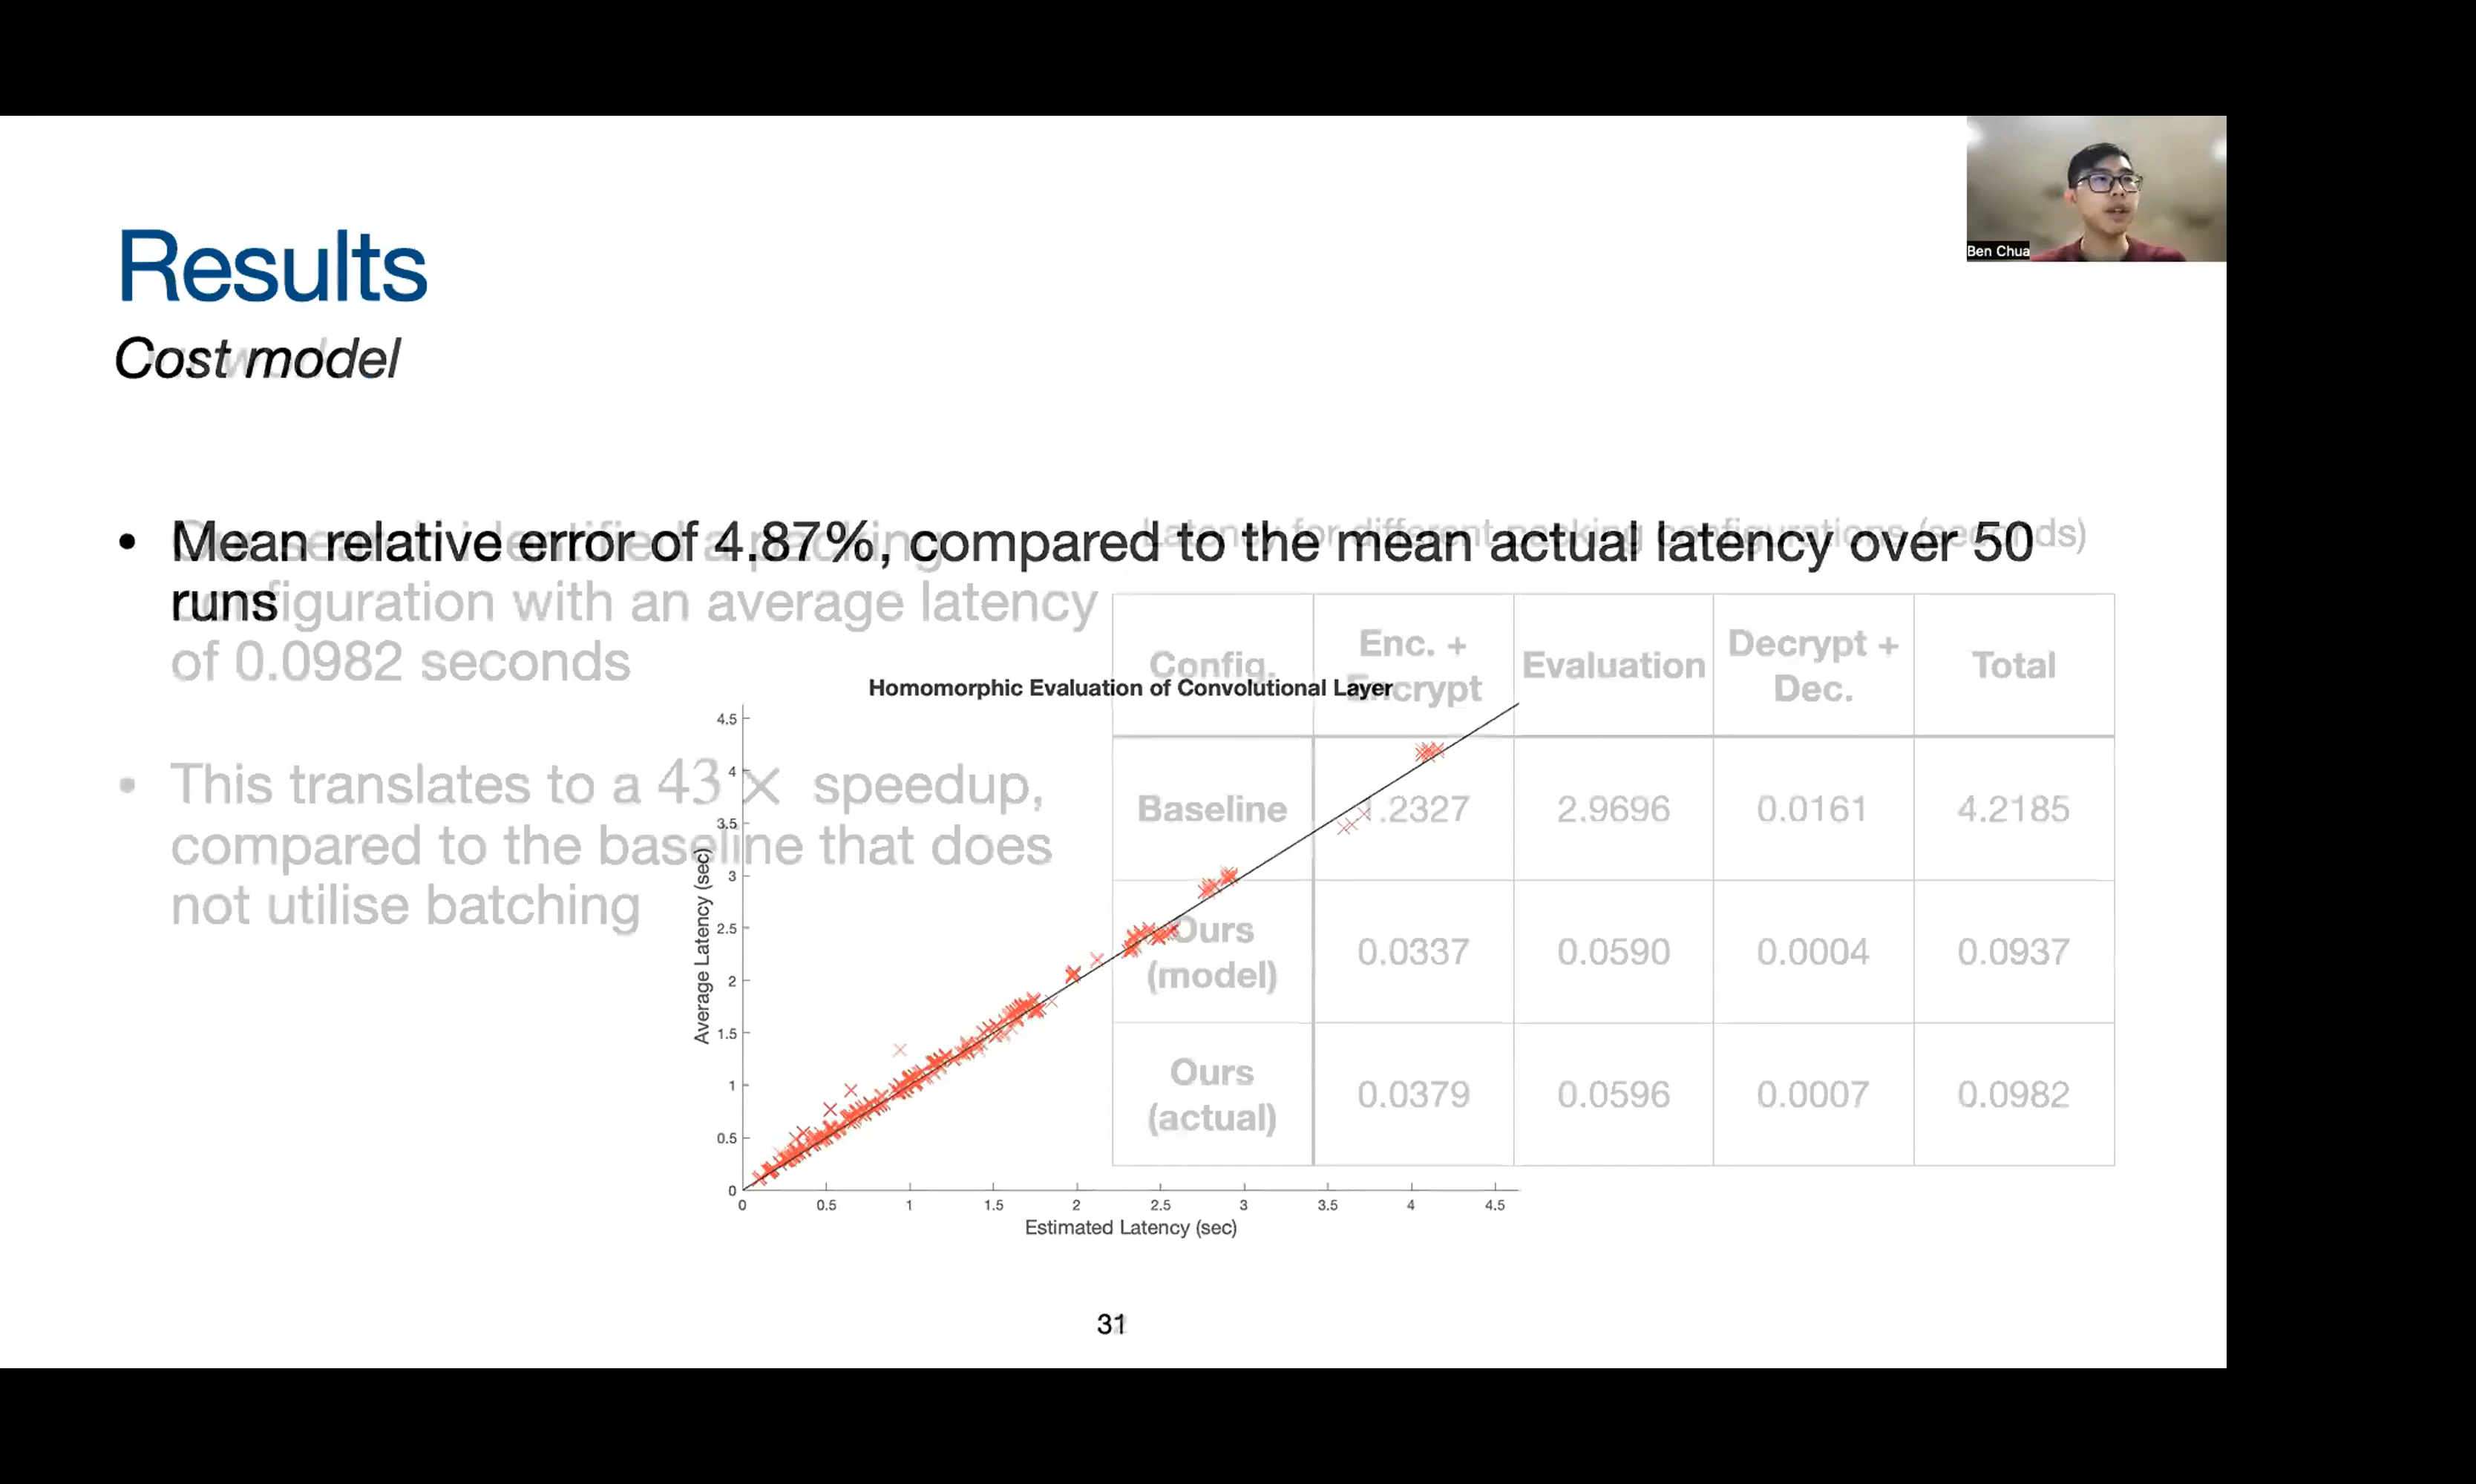 Ben Chua
Results
Cost model
• Mean relative error of 4.87%, compared to the mean actual latency over 50
runs
configuration with an average latency
of 0.0982 seconds
• This translates to a 43 × speedup,
compared to the baseline that does
not utilise batching
Latency for different packing configurations (seconds)
Config. Enc. + Encrypt Evaluation Decrypt + Dec. Total
Baseline 1.2327 2.9696 0.0161 4.2185
Ours (model) 0.0337 0.0590 0.0004 0.0937
Ours (actual) 0.0379 0.0596 0.0007 0.0982
Homomorphic Evaluation of Convolutional Layer
Average Latency (sec)
4.5
4
3.5
3
2.5
2
1.5
1
0.5
0
0 0.5 1 1.5 2 2.5 3 3.5 4 4.5
Estimated Latency (sec)
31